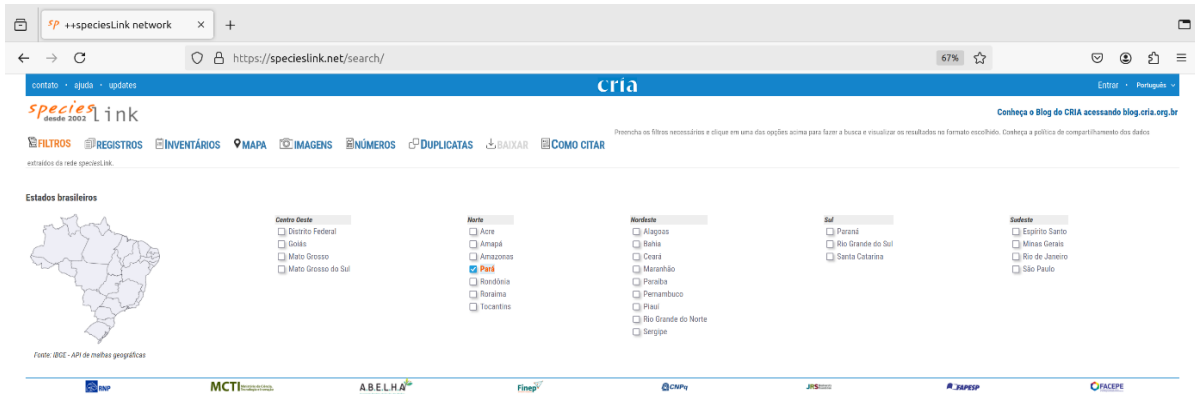 ++speciesLink network
https://specieslink.net/search/
67%
contato · ajuda · updates
cria
Entrar · Português
species Link
desde 2002
Conheça o Blog do CRIA acessando blog.cria.org.br
FILTROS REGISTROS INVENTÁRIOS MAPA IMAGENS NÚMEROS DUPLICATAS BAIXAR COMO CITAR
Preencha os filtros necessários e clique em uma das opções acima para fazer a busca e visualizar os resultados no formato escolhido. Conheça a política de compartilhamento dos dados
extraídos da rede speciesLink.
Estados brasileiros
Centro Oeste
Distrito Federal
Goiás
Mato Grosso
Mato Grosso do Sul
Norte
Acre
Amapá
Amazonas
Pará
Rondônia
Roraima
Tocantins
Nordeste
Alagoas
Bahia
Ceará
Maranhão
Paraíba
Pernambuco
Piauí
Rio Grande do Norte
Sergipe
Sul
Paraná
Rio Grande do Sul
Santa Catarina
Sudeste
Espírito Santo
Minas Gerais
Rio de Janeiro
São Paulo
Fonte: IBGE - API de malhas geográficas
RNP
MCTI
A.B.E.L.H.A
Finep
CNPq
JRS
FAPESP
FACEPE